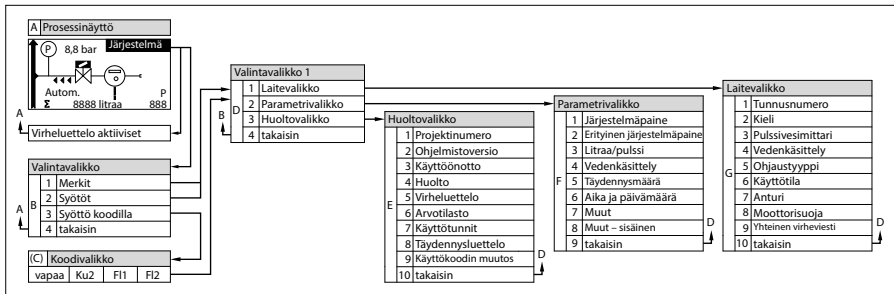 A Prosessinäyttö
P 8,8 bar Järjestelmä
Autom. P
Σ 8888 litraa 888
A
Virheluettelo aktiiviset
Valintavalikko
B
1 Merkit
2 Syötöt
3 Syöttö koodilla
4 takaisin
A
(C) Koodivalikko
vapaa Ku2 Fl1 Fl2
Valintavalikko 1
D
1 Laitevalikko
2 Parametrivalikko
3 Huoltovalikko
4 takaisin
B
Huoltovalikko
E
1 Projektinumero
2 Ohjelmistoversio
3 Käyttöönotto
4 Huolto
5 Virheluettelo
6 Arvotilasto
7 Käyttötunnit
8 Täydennysluettelo
9 Käyttökoodin muutos
10 takaisin
D
Parametrivalikko
F
1 Järjestelmäpaine
2 Erityinen järjestelmäpaine
3 Litraa/pulssi
4 Vedenkäsittely
5 Täydennysmäärä
6 Aika ja päivämäärä
7 Muut
8 Muut – sisäinen
9 takaisin
D
Laitevalikko
G
1 Tunnusnumero
2 Kieli
3 Pulssivesimittari
4 Vedenkäsittely
5 Ohjaustyyppi
6 Käyttötila
7 Anturi
8 Moottorisuoja
9 Yhteinen virheviesti
10 takaisin
D